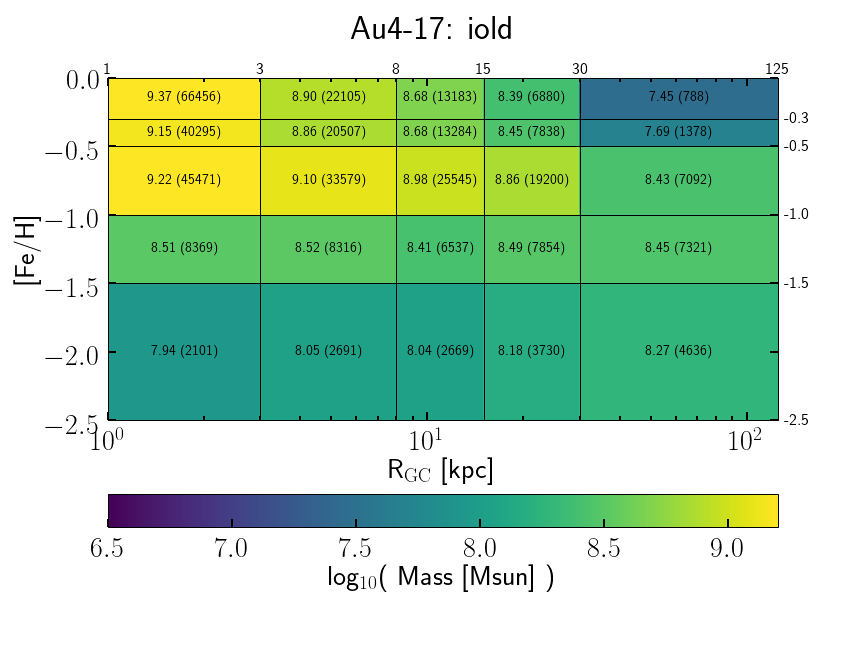 Au4-17: iold
1 3 8 15 30 125
0.0 9.37 (66456) 8.90 (22105) 8.68 (13183) 8.39 (6880) 7.45 (788)
-0.3
9.15 (40295) 8.86 (20507) 8.68 (13284) 8.45 (7838) 7.69 (1378)
−0.5 -0.5
9.22 (45471) 9.10 (33579) 8.98 (25545) 8.86 (19200) 8.43 (7092)
−1.0 -1.0
[Fe/H]
8.51 (8369) 8.52 (8316) 8.41 (6537) 8.49 (7854) 8.45 (7321)
−1.5 -1.5
−2.0 7.94 (2101) 8.05 (2691) 8.04 (2669) 8.18 (3730) 8.27 (4636)
−2.5 -2.5
10⁰ 10¹ 10²
R_GC [kpc]
6.5 7.0 7.5 8.0 8.5 9.0
log₁₀( Mass [Msun] )